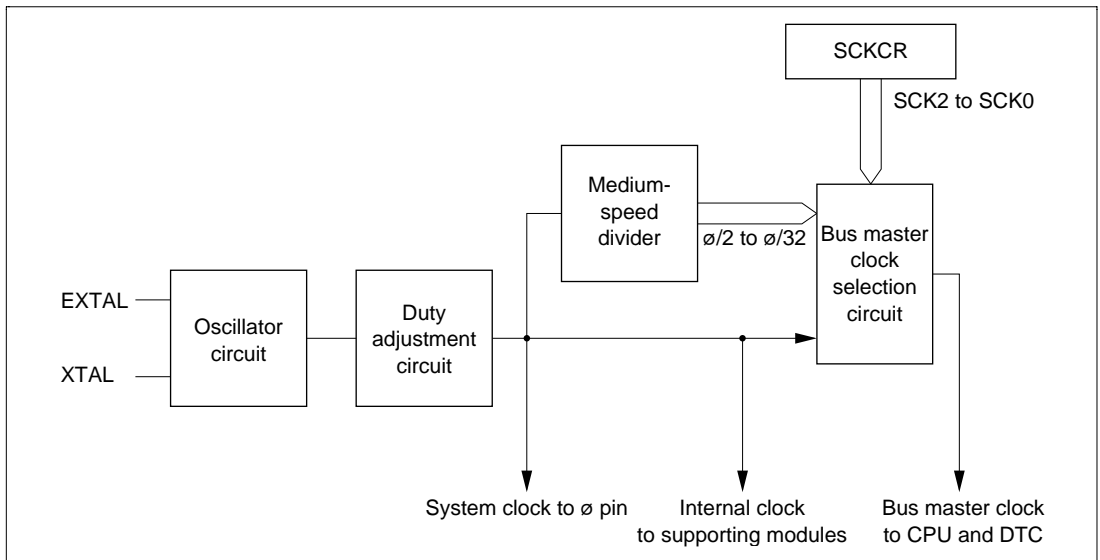 SCKCR
SCK2 to SCK0
Medium-
speed
divider
ø/2 to ø/32
Bus master
clock
selection
circuit
EXTAL
XTAL
Oscillator
circuit
Duty
adjustment
circuit
System clock to ø pin
Internal clock
to supporting modules
Bus master clock
to CPU and DTC